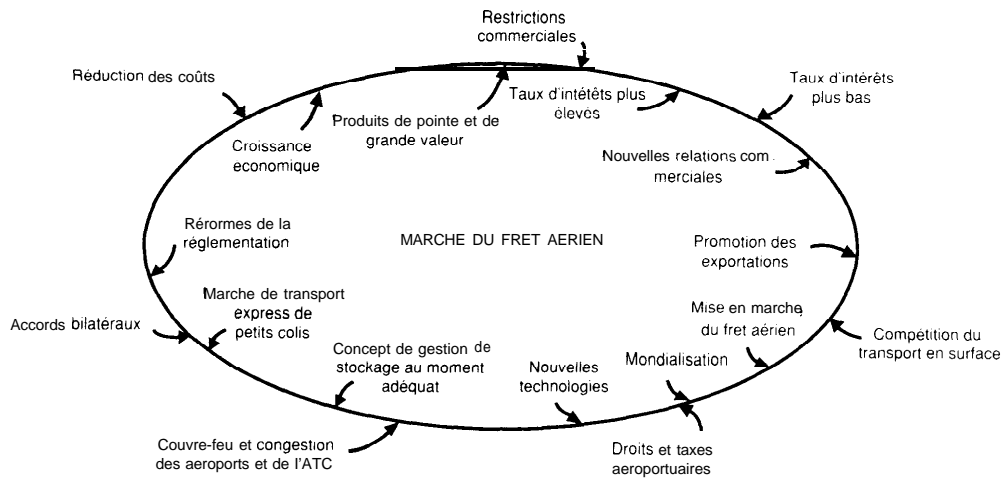 Restrictions
commerciales
Réduction des coûts
Taux d'intérêts
plus bas
Taux d'intétêts plus
élevés
Produits de pointe et de
grande valeur
Croissance
economique
Nouvelles relations com.
merciales
Rérormes de la
réglementation
MARCHE DU FRET AERIEN
Promotion des
exportations
Marche de transport
express de
petits colis
Accords bilatéraux
Mise en marche,
du fret aérien
Compétition du
transport en surface
Concept de gestion de
stockage au moment
adéquat
Nouvelles
technologies
Mondialisation
Couvre-feu et congestion
des aeroports et de l'ATC
Droits et taxes
aeroportuaires